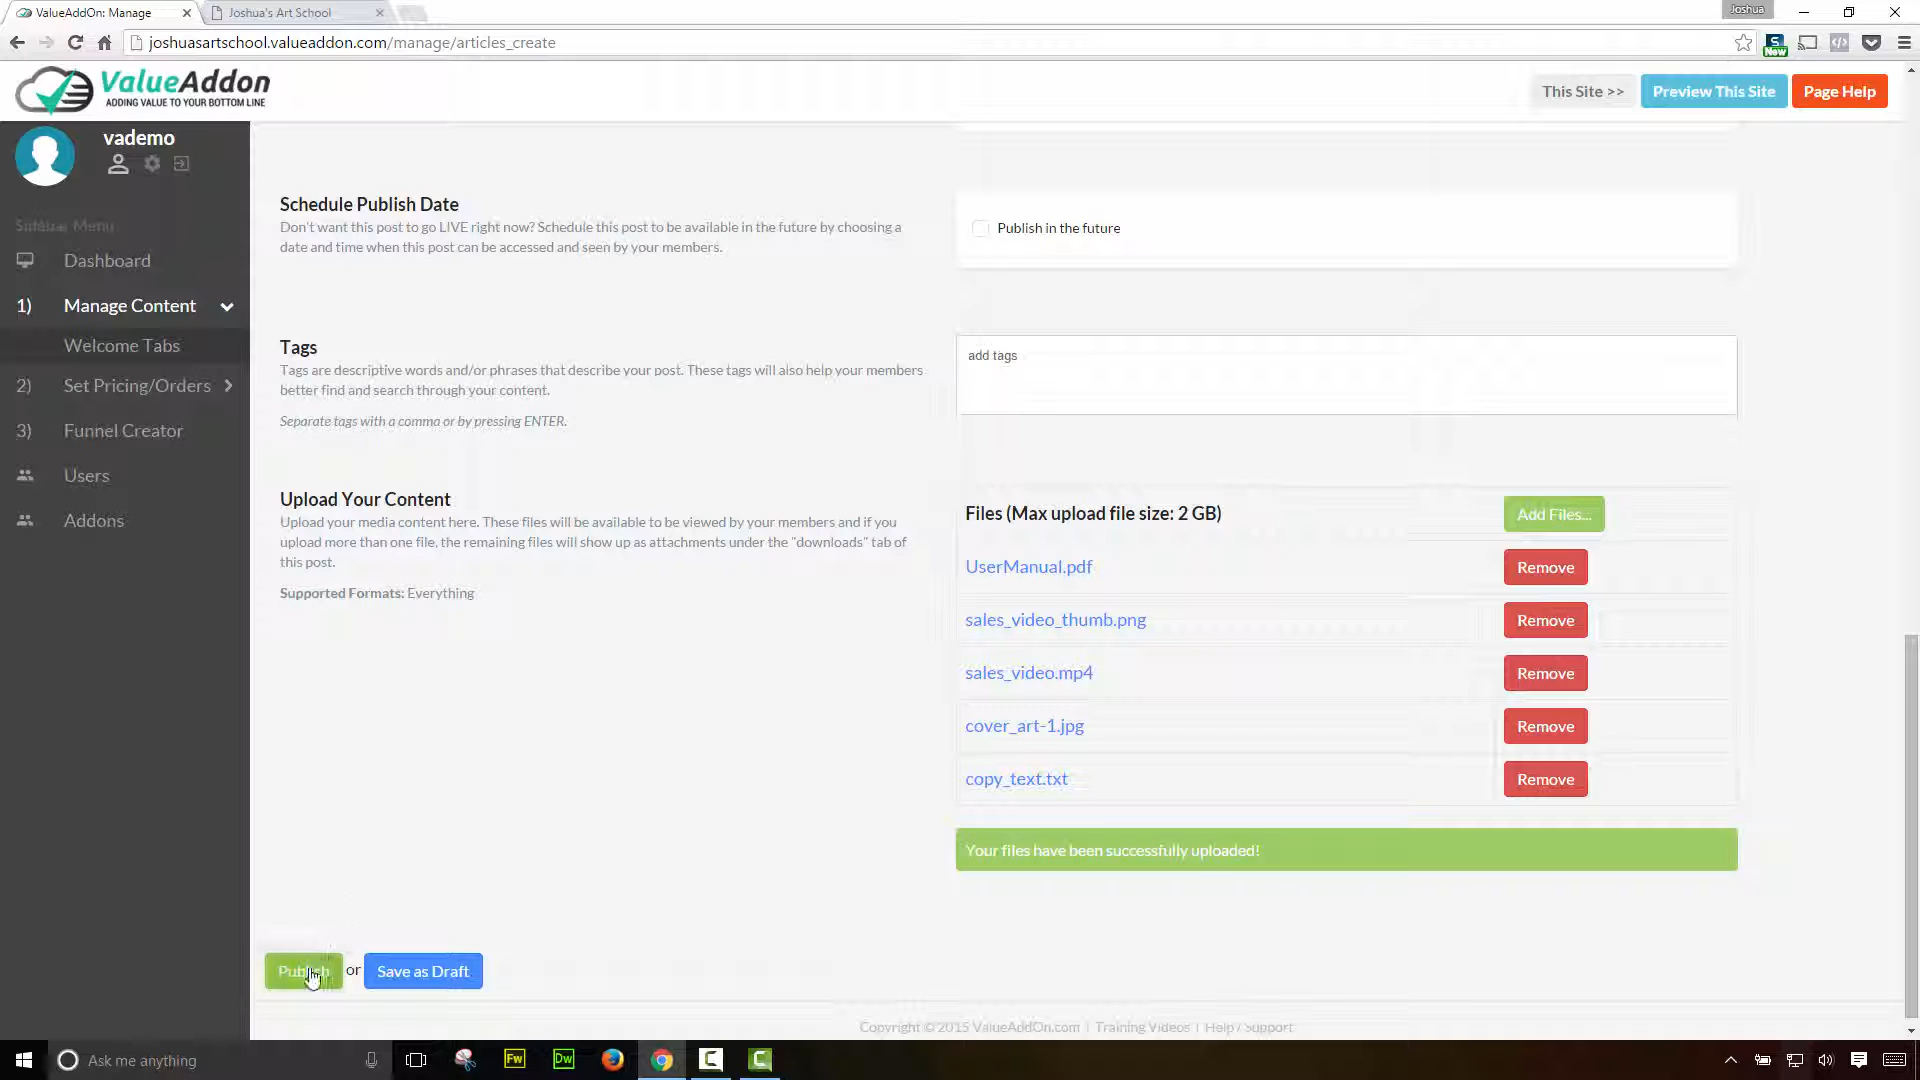 ValueAddOn: Manage
Joshua's Art School
Joshua
joshuasartschool.valueaddon.com/manage/articles_create
New
ValueAddon
ADDING VALUE TO YOUR BOTTOM LINE
This Site >>
Preview This Site
Page Help
vademo
Sidebar Menu
Dashboard
1) Manage Content
Welcome Tabs
2) Set Pricing/Orders
3) Funnel Creator
Users
Addons
Schedule Publish Date
Don't want this post to go LIVE right now? Schedule this post to be available in the future by choosing a
date and time when this post can be accessed and seen by your members.
Publish in the future
Tags
Tags are descriptive words and/or phrases that describe your post. These tags will also help your members
better find and search through your content.
Separate tags with a comma or by pressing ENTER.
add tags
Upload Your Content
Upload your media content here. These files will be available to be viewed by your members and if you
upload more than one file, the remaining files will show up as attachments under the "downloads" tab of
this post.
Supported Formats: Everything
Files (Max upload file size: 2 GB)
Add Files...
UserManual.pdf
Remove
sales_video_thumb.png
Remove
sales_video.mp4
Remove
cover_art-1.jpg
Remove
copy_text.txt
Remove
Your files have been successfully uploaded!
Publish or Save as Draft
Copyright © 2015 ValueAddOn.com | Training Videos | Help / Support
Ask me anything
Fw
Dw